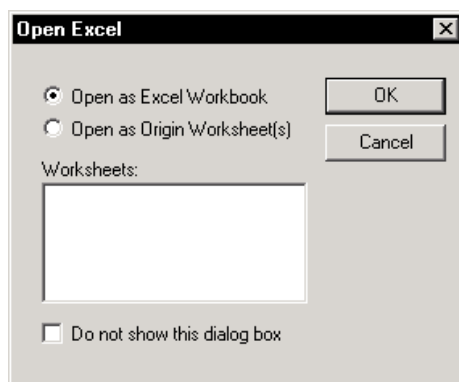 Open Excel
Open as Excel Workbook
OK
Open as Origin Worksheet(s)
Cancel
Worksheets:
Do not show this dialog box